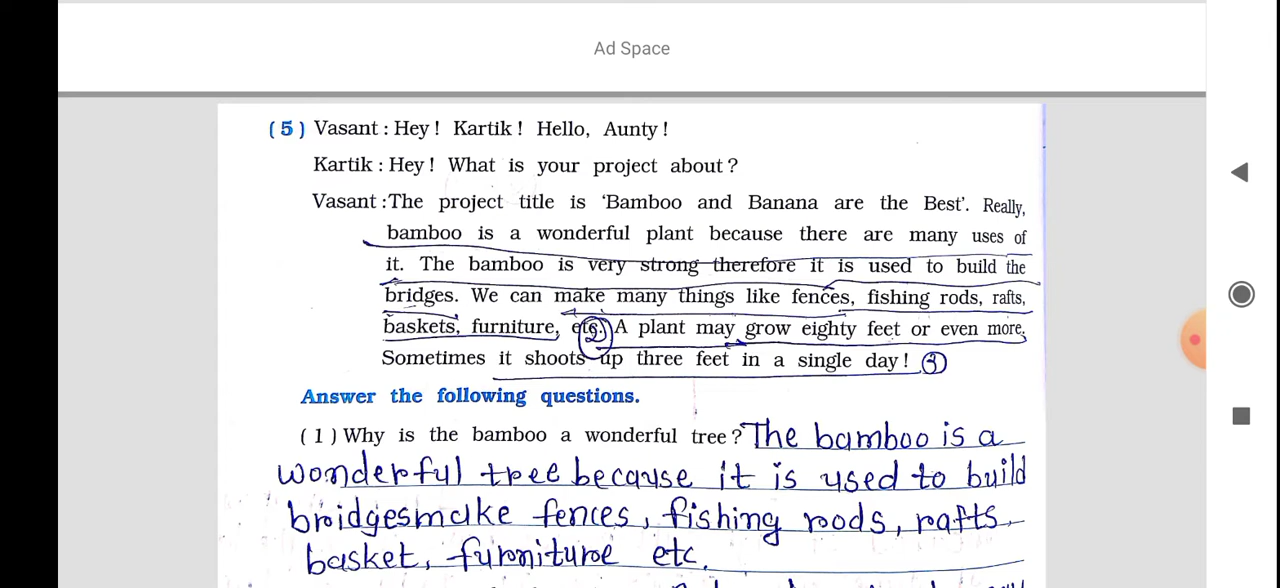 Ad Space
( 5 ) Vasant : Hey ! Kartik ! Hello, Aunty !
Kartik : Hey ! What is your project about ?
Vasant : The project title is ‘Bamboo and Banana are the Best’. Really,
bamboo is a wonderful plant because there are many uses of
it. The bamboo is very strong therefore it is used to build the
bridges. We can make many things like fences, fishing rods, rafts,
baskets, furniture, etc. A plant may grow eighty feet or even more.
Sometimes it shoots up three feet in a single day ! 3
Answer the following questions.
( 1 ) Why is the bamboo a wonderful tree ? The bamboo is a
wonderful tree because it is used to build
bridges make fences, fishing rods, rafts
basket, furniture etc.